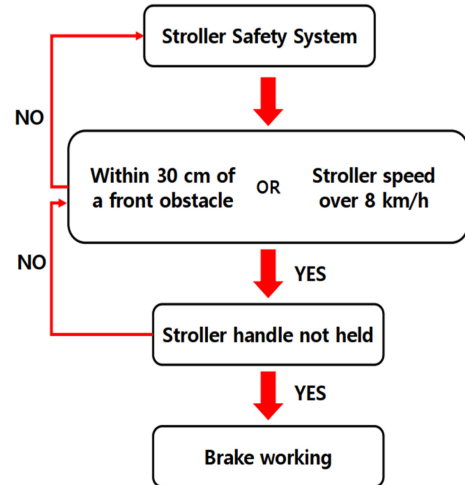 Stroller Safety System
NO
Within 30 cm of
a front obstacle
OR
Stroller speed
over 8 km/h
NO
YES
Stroller handle not held
YES
Brake working